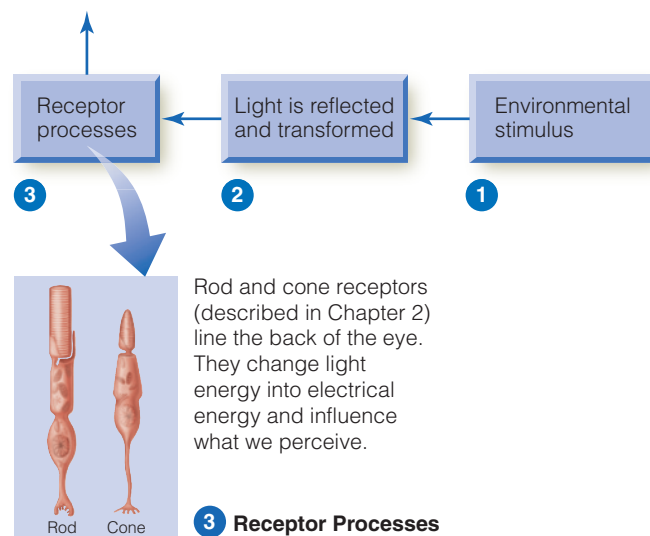 Receptor
processes
Light is reflected
and transformed
Environmental
stimulus
3
2
1
Rod and cone receptors
(described in Chapter 2)
line the back of the eye.
They change light
energy into electrical
energy and influence
what we perceive.
Rod Cone
3 Receptor Processes